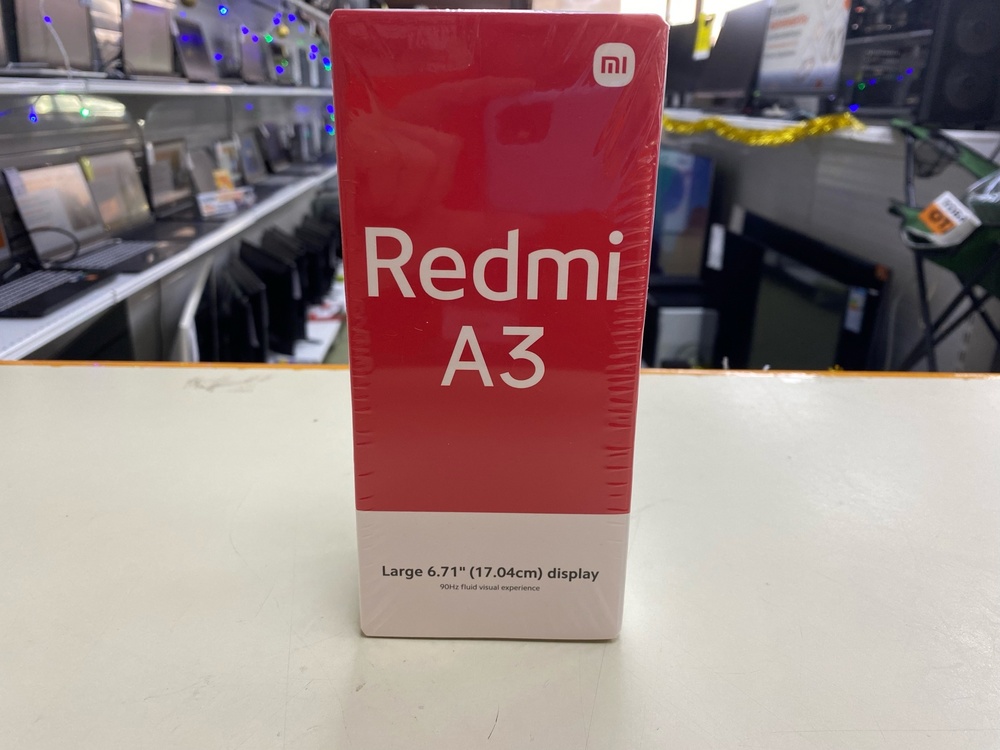 mi
Redmi
A3
Large 6.71" (17.04cm) display
90Hz fluid visual experience